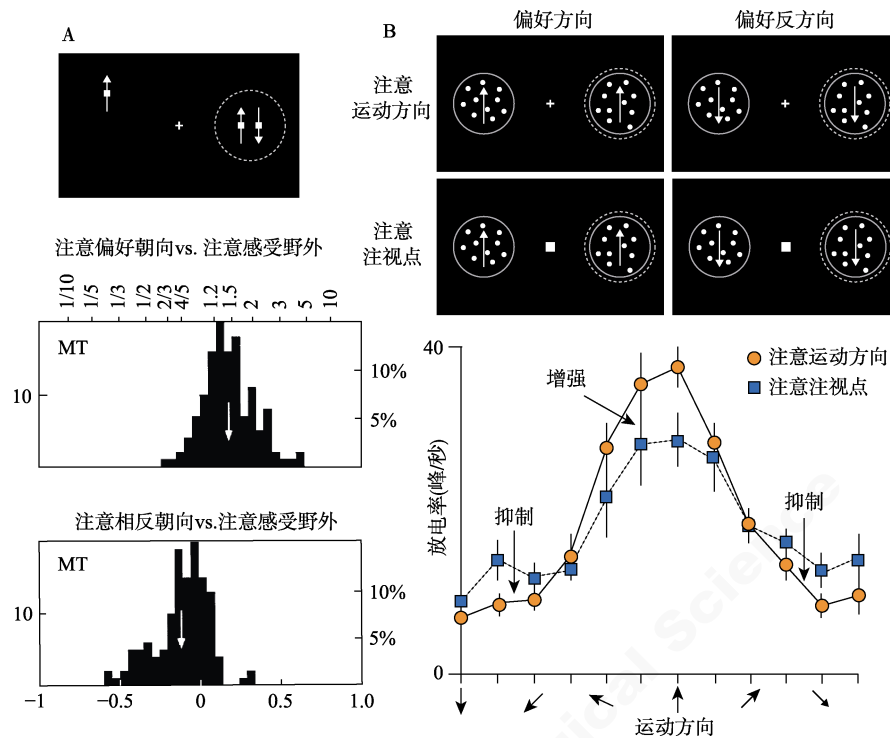 A
B
偏好方向
偏好反方向
注意
运动方向
注意
注视点
注意偏好朝向vs. 注意感受野外
1/10
1/5
1/3
1/2
2/3
4/5
1.2
1.5
2
3
5
10
MT
10
10%
5%
注意相反朝向vs.注意感受野外
MT
10
10%
5%
−1
−0.5
0
0.5
1.0
40
放电率(峰/秒)
0
增强
抑制
抑制
注意运动方向
注意注视点
运动方向
ical Science